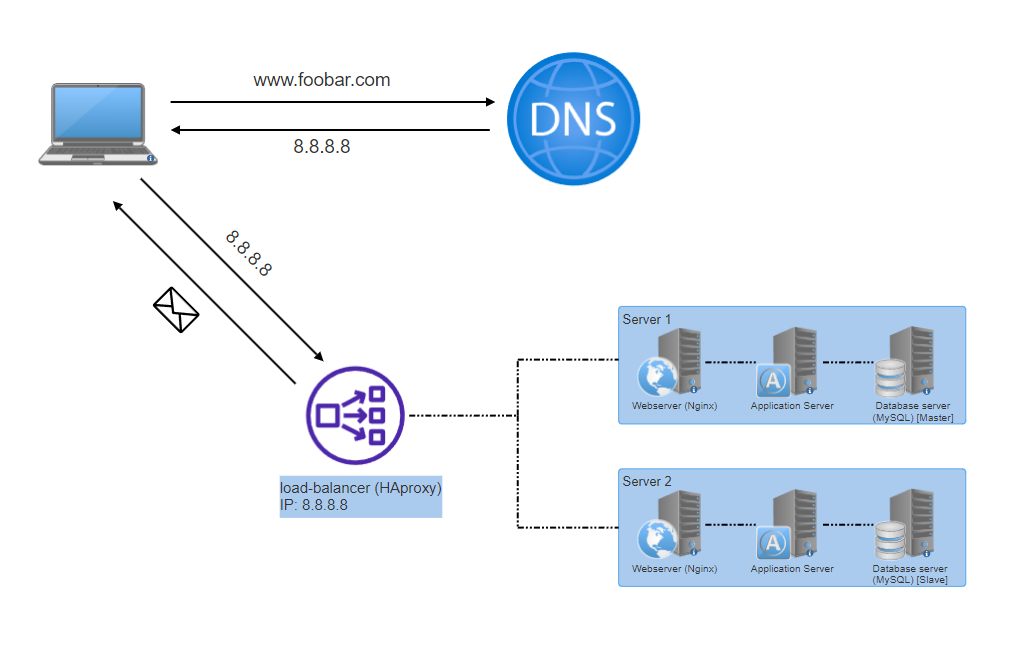 www.foobar.com
DNS
8.8.8.8
8.8.8.8
load-balancer (HAproxy)
IP: 8.8.8.8
Server 1
Webserver (Nginx)
A
Application Server
Database server
(MySQL) [Master]
Server 2
Webserver (Nginx)
A
Application Server
Database server
(MySQL) [Slave]